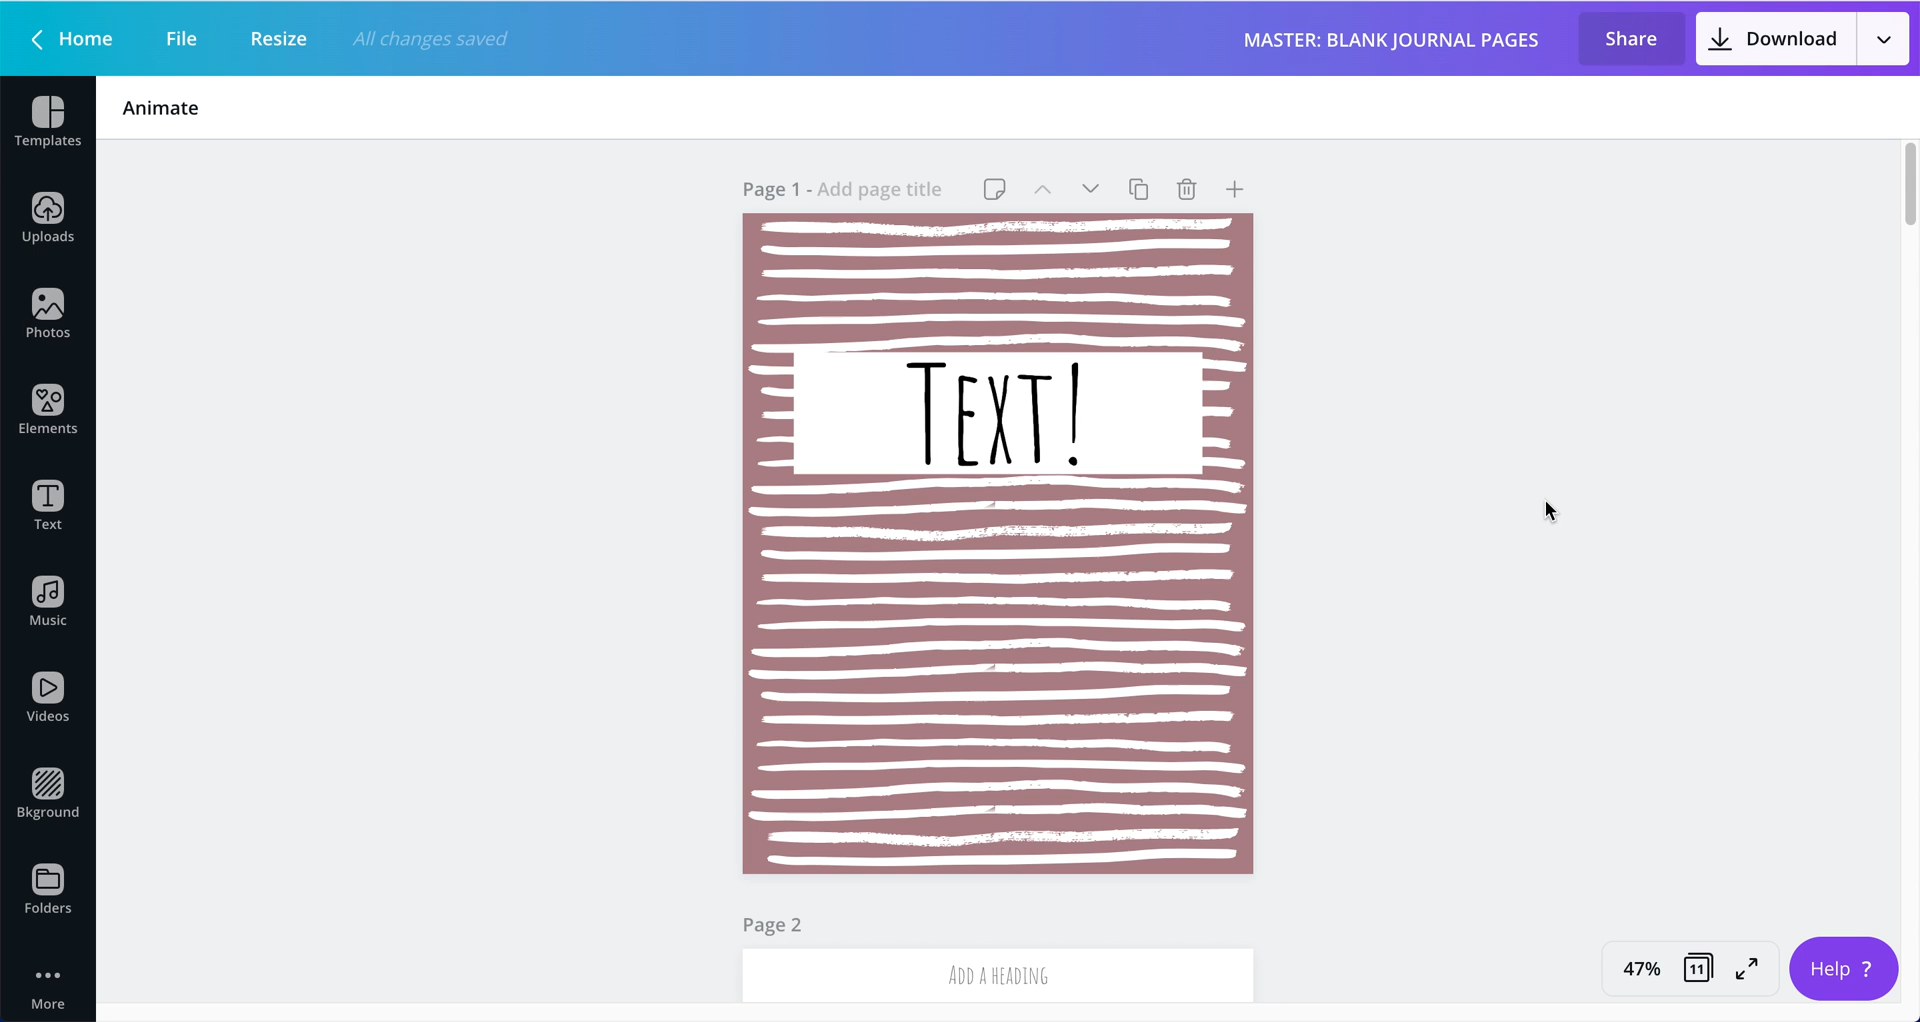 Home File Resize All changes saved MASTER: BLANK JOURNAL PAGES Share Download
Animate
Templates
Uploads
Photos
Elements
Text
Music
Videos
Bkground
Folders
More
Page 1 - Add page title
TEXT!
Page 2
ADD A HEADING
47% 11 Help ?